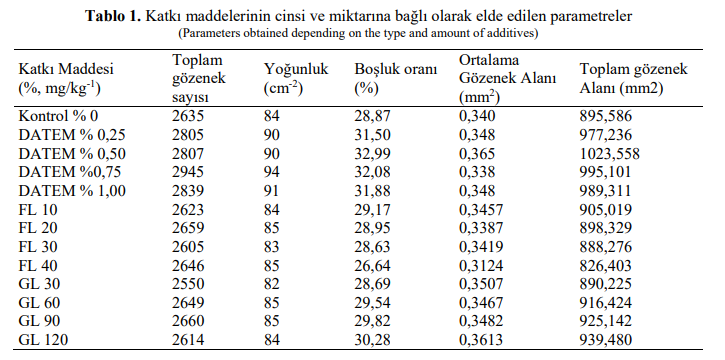 Tablo 1. Katkı maddelerinin cinsi ve miktarına bağlı olarak elde edilen parametreler
(Parameters obtained depending on the type and amount of additives)
Katkı Maddesi (%, mg/kg⁻¹) Toplam gözenek sayısı Yoğunluk (cm⁻²) Boşluk oranı (%) Ortalama Gözenek Alanı (mm²) Toplam gözenek Alanı (mm2)
Kontrol % 0 2635 84 28,87 0,340 895,586
DATEM % 0,25 2805 90 31,50 0,348 977,236
DATEM % 0,50 2807 90 32,99 0,365 1023,558
DATEM %0,75 2945 94 32,08 0,338 995,101
DATEM % 1,00 2839 91 31,88 0,348 989,311
FL 10 2623 84 29,17 0,3457 905,019
FL 20 2659 85 28,95 0,3387 898,329
FL 30 2605 83 28,63 0,3419 888,276
FL 40 2646 85 26,64 0,3124 826,403
GL 30 2550 82 28,69 0,3507 890,225
GL 60 2649 85 29,54 0,3467 916,424
GL 90 2660 85 29,82 0,3482 925,142
GL 120 2614 84 30,28 0,3613 939,480